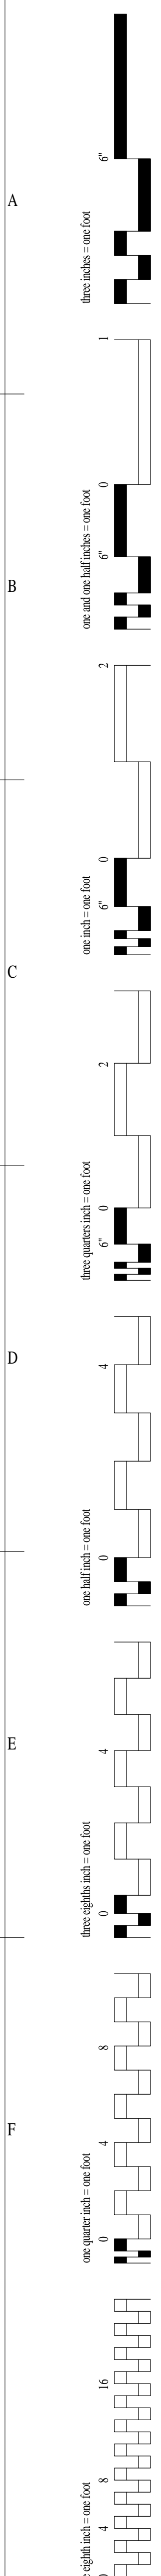 A
6"
three inches = one foot
1
0
B
6"
one and one half inches = one foot
2
0
6"
one inch = one foot
C
2
0
6"
three quarters inch = one foot
D
4
0
one half inch = one foot
E
4
0
three eighths inch = one foot
F
8
4
0
one quarter inch = one foot
16
8
4
eighth inch = one foot